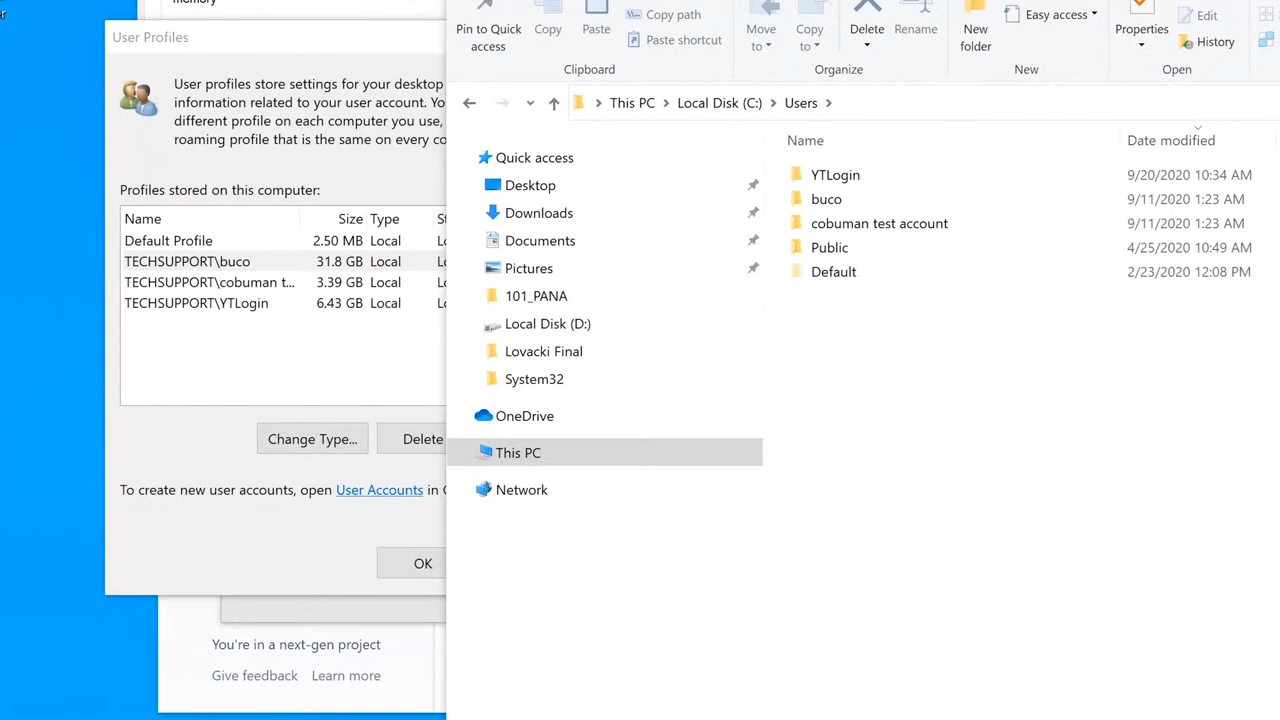 er
memory
User Profiles
User profiles store settings for your desktop
information related to your user account. Yo
different profile on each computer you use,
roaming profile that is the same on every co
Profiles stored on this computer:
Name Size Type St
Default Profile 2.50 MB Local Lo
TECHSUPPORT\buco 31.8 GB Local Lo
TECHSUPPORT\cobuman t... 3.39 GB Local Lo
TECHSUPPORT\YTLogin 6.43 GB Local Lo
Change Type... Delete
To create new user accounts, open User Accounts in C
OK
You're in a next-gen project
Give feedback Learn more
Pin to Quick access
Copy
Paste
Copy path
Paste shortcut
Clipboard
Move to
Copy to
Delete
Rename
Organize
New folder
Easy access
New
Properties
Edit
History
Open
This PC > Local Disk (C:) > Users >
Quick access
Desktop
Downloads
Documents
Pictures
101_PANA
Local Disk (D:)
Lovacki Final
System32
OneDrive
This PC
Network
Name Date modified
YTLogin 9/20/2020 10:34 AM
buco 9/11/2020 1:23 AM
cobuman test account 9/11/2020 1:23 AM
Public 4/25/2020 10:49 AM
Default 2/23/2020 12:08 PM